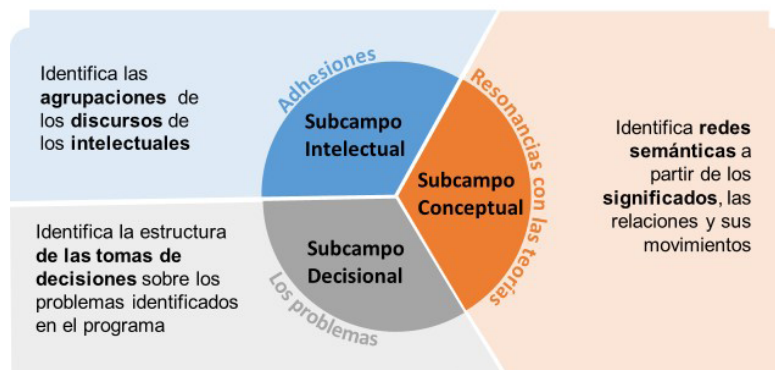 Identifica las
agrupaciones de
los discursos de
los intelectuales
Adhesiones
Subcampo
Intelectual
Resonancias con las teorías
Subcampo
Conceptual
Identifica redes
semánticas a
partir de los
significados, las
relaciones y sus
movimientos
Identifica la estructura
de las tomas de
decisiones sobre los
problemas identificados
en el programa
Subcampo
Decisional
Los problemas